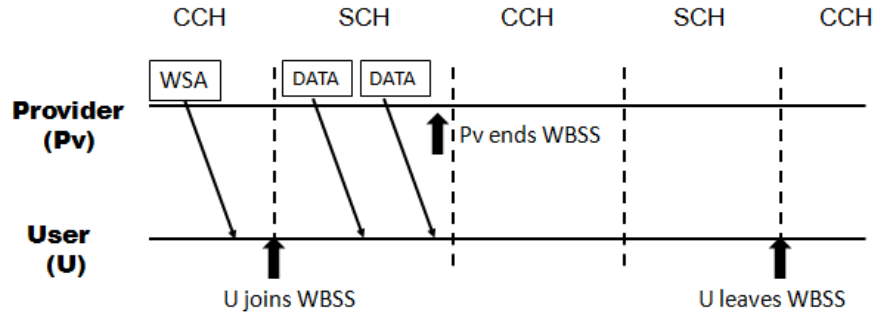 CCH SCH CCH SCH CCH
WSA DATA DATA
Provider
(Pv)
Pv ends WBSS
User
(U)
U joins WBSS U leaves WBSS